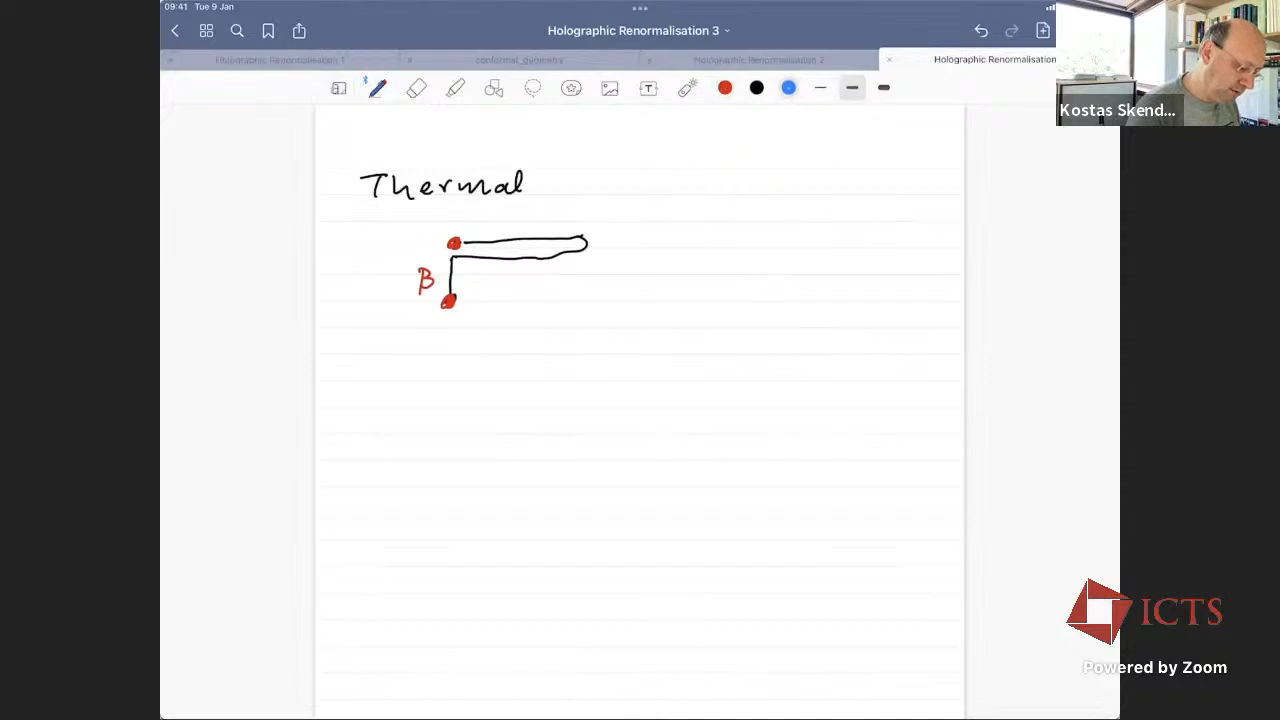 09:41 Tue 9 Jan
Holographic Renormalisation 3
Holographic Renormalisation 1
conformal_geometry
Holographic Renormalisation 2
Holographic Renormalisation
T
Kostas Skend...
Thermal
β
ICTS
Powered by Zoom